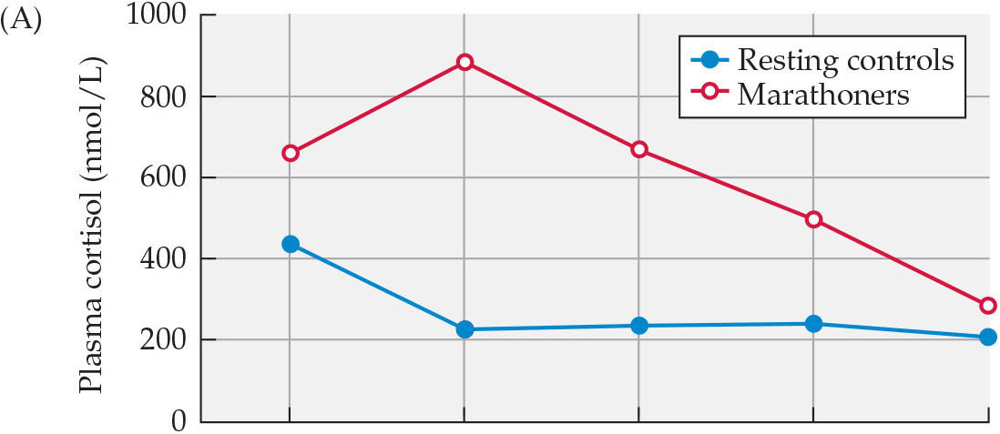 (A)
Plasma cortisol (nmol/L)
1000
800
600
400
200
0
Resting controls
Marathoners